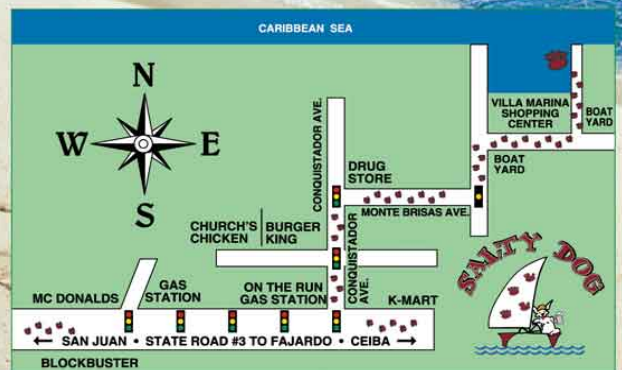 CARIBBEAN SEA
N
W E
S
CONQUISTADOR AVE.
VILLA MARINA
SHOPPING
CENTER
BOAT
YARD
BOAT
YARD
DRUG
STORE
MONTE BRISAS AVE.
CHURCH'S
CHICKEN
BURGER
KING
CONQUISTADOR
AVE.
SALTY DOG
MC DONALDS
GAS
STATION
ON THE RUN
GAS STATION
K-MART
← SAN JUAN • STATE ROAD #3 TO FAJARDO • CEIBA →
BLOCKBUSTER